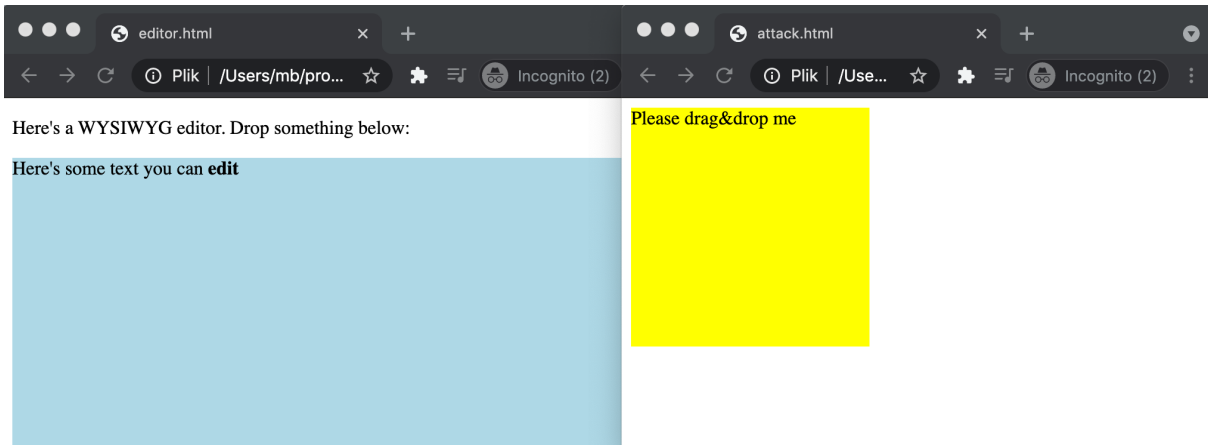 editor.html
Plik | /Users/mb/pro...
Incognito (2)
Here's a WYSIWYG editor. Drop something below:
Here's some text you can edit
attack.html
Plik | /Use...
Incognito (2)
Please drag&drop me